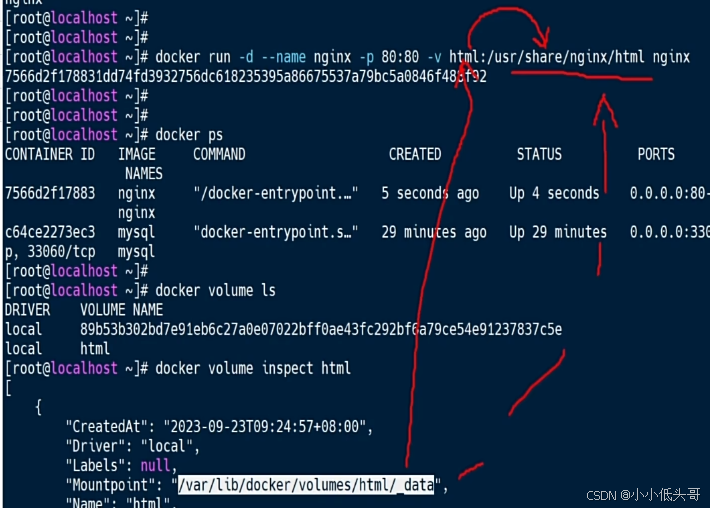 nginx
[root@localhost ~]#
[root@localhost ~]#
[root@localhost ~]# docker run -d --name nginx -p 80:80 -v html:/usr/share/nginx/html nginx
7566d2f178831dd74fd3932756dc618235395a86675537a79bc5a0846f483f92
[root@localhost ~]#
[root@localhost ~]#
[root@localhost ~]# docker ps
CONTAINER ID   IMAGE     COMMAND                  CREATED          STATUS          PORTS
NAMES
7566d2f17883   nginx     "/docker-entrypoint.…"   5 seconds ago    Up 4 seconds    0.0.0.0:80-
nginx
c64ce2273ec3   mysql     "docker-entrypoint.s…"   29 minutes ago   Up 29 minutes   0.0.0.0:330
p, 33060/tcp   mysql
[root@localhost ~]#
[root@localhost ~]# docker volume ls
DRIVER    VOLUME NAME
local     89b53b302bd7e91eb6c27a0e07022bff0ae43fc292bf6a79ce54e91237837c5e
local     html
[root@localhost ~]# docker volume inspect html
[
{
"CreatedAt": "2023-09-23T09:24:57+08:00",
"Driver": "local",
"Labels": null,
"Mountpoint": "/var/lib/docker/volumes/html/_data",
"Name": "html",
CSDN @小小低头哥